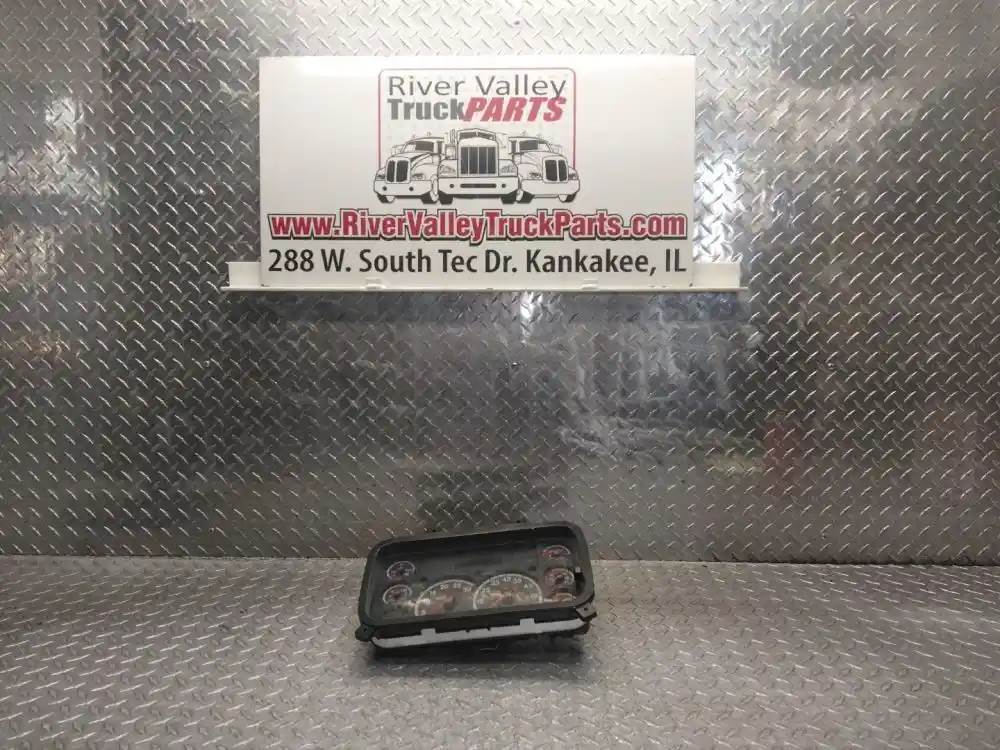 River Valley
TruckPARTS
www.RiverValleyTruckParts.com
288 W. South Tec Dr. Kankakee, IL